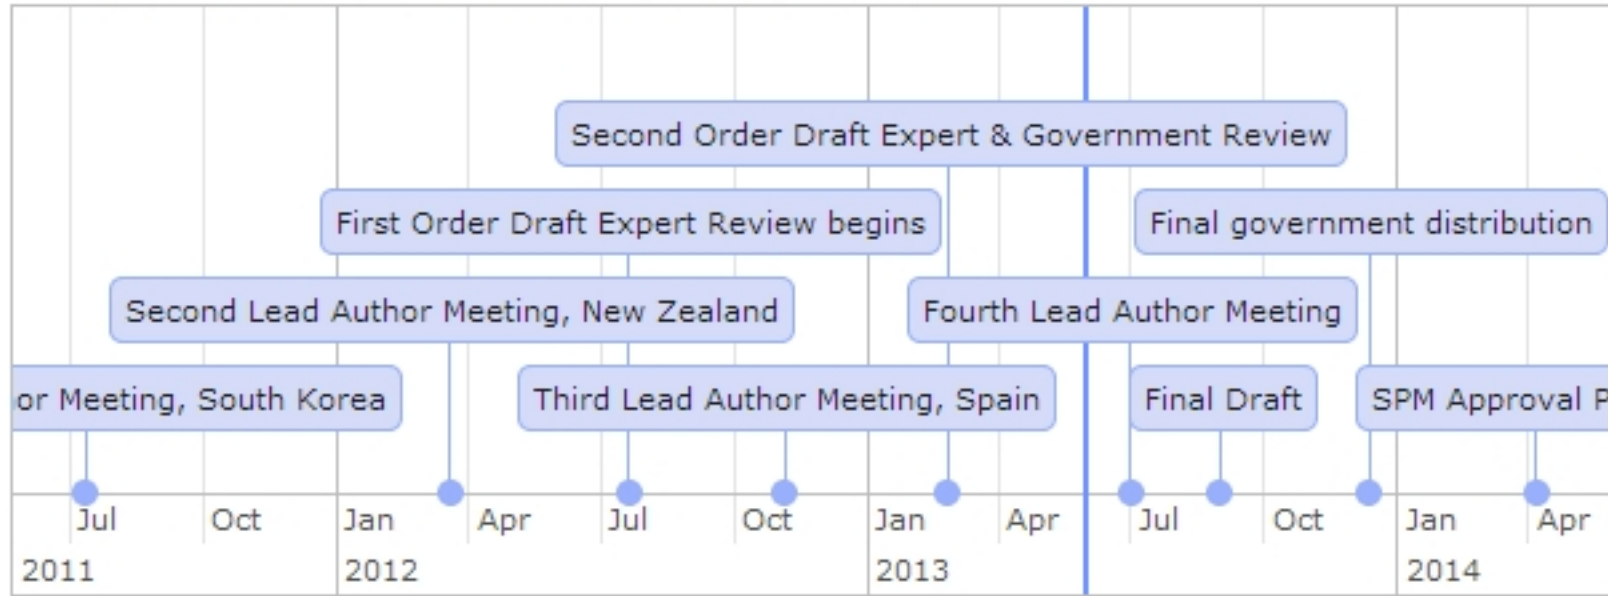 Second Order Draft Expert & Government Review
First Order Draft Expert Review begins
Final government distribution
Second Lead Author Meeting, New Zealand
Fourth Lead Author Meeting
Meeting, South Korea
Third Lead Author Meeting, Spain
Final Draft
SPM Approval
Jul Oct Jan Apr Jul Oct Jan Apr Jul Oct Jan Apr
2011 2012 2013 2014